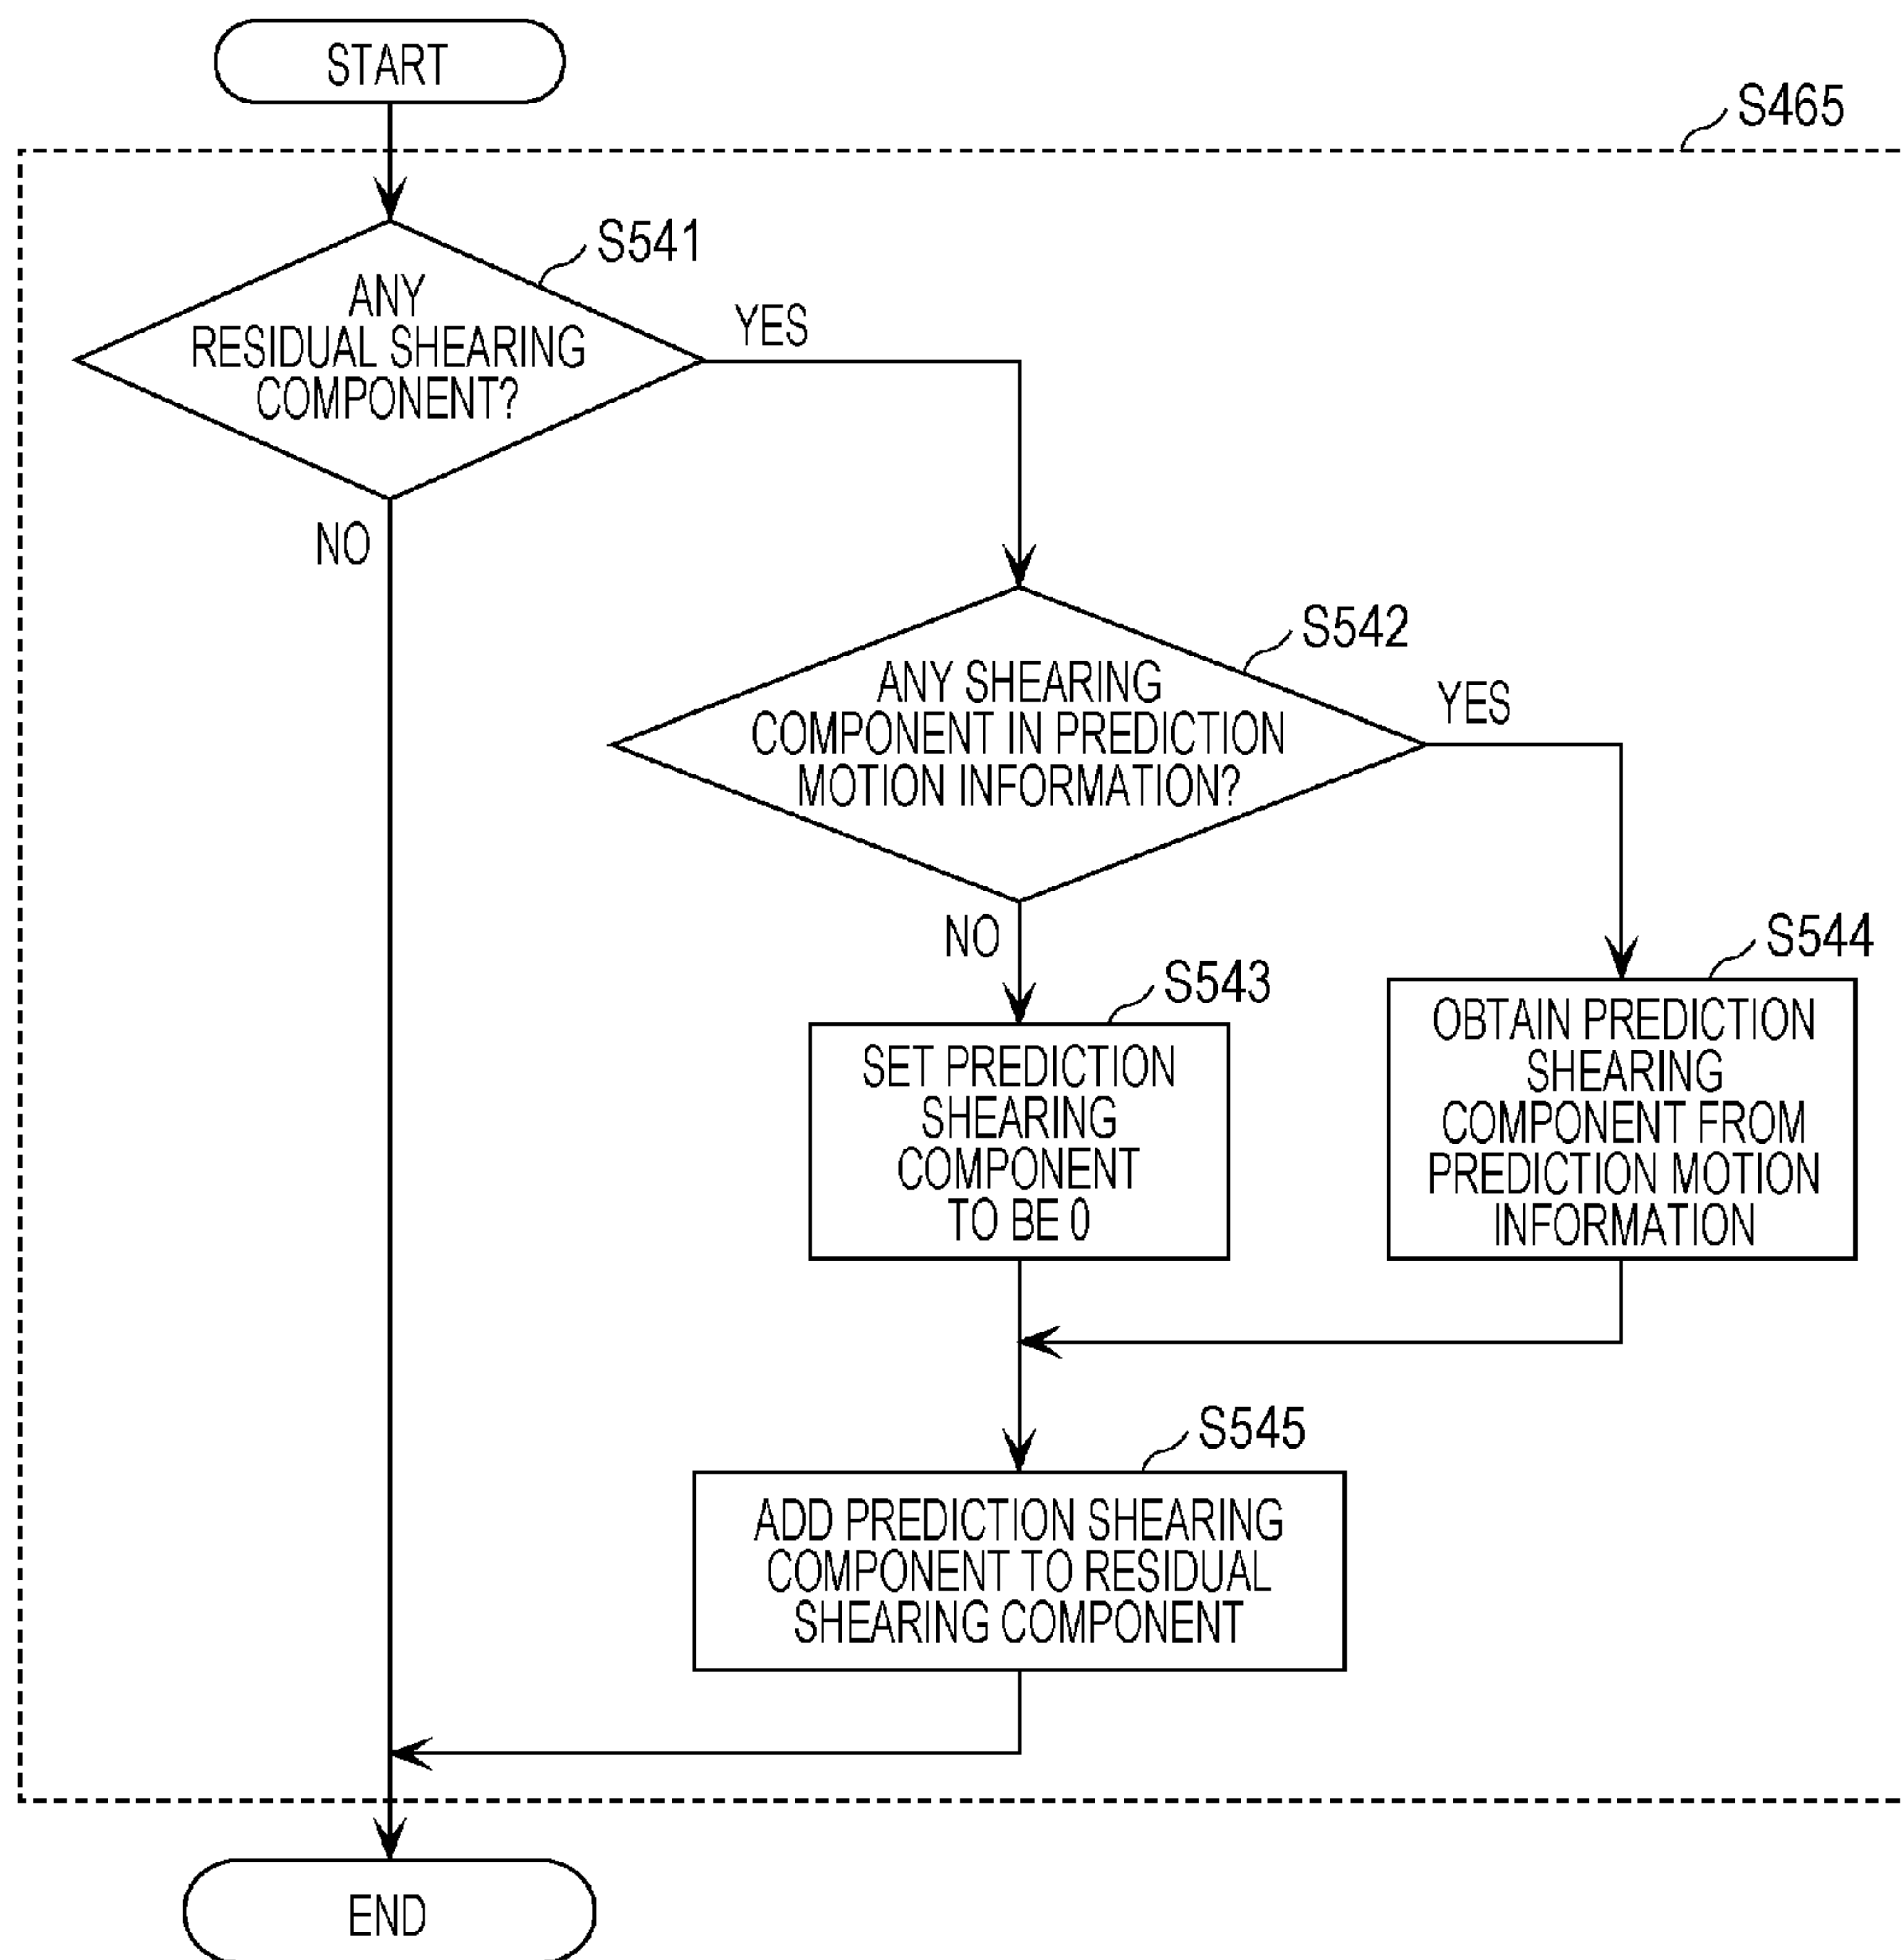 START
S465
S541
ANY
RESIDUAL SHEARING
COMPONENT?
YES
NO
S542
ANY SHEARING
COMPONENT IN PREDICTION
MOTION INFORMATION?
YES
NO
S543
SET PREDICTION
SHEARING
COMPONENT
TO BE 0
S544
OBTAIN PREDICTION
SHEARING
COMPONENT FROM
PREDICTION MOTION
INFORMATION
S545
ADD PREDICTION SHEARING
COMPONENT TO RESIDUAL
SHEARING COMPONENT
END